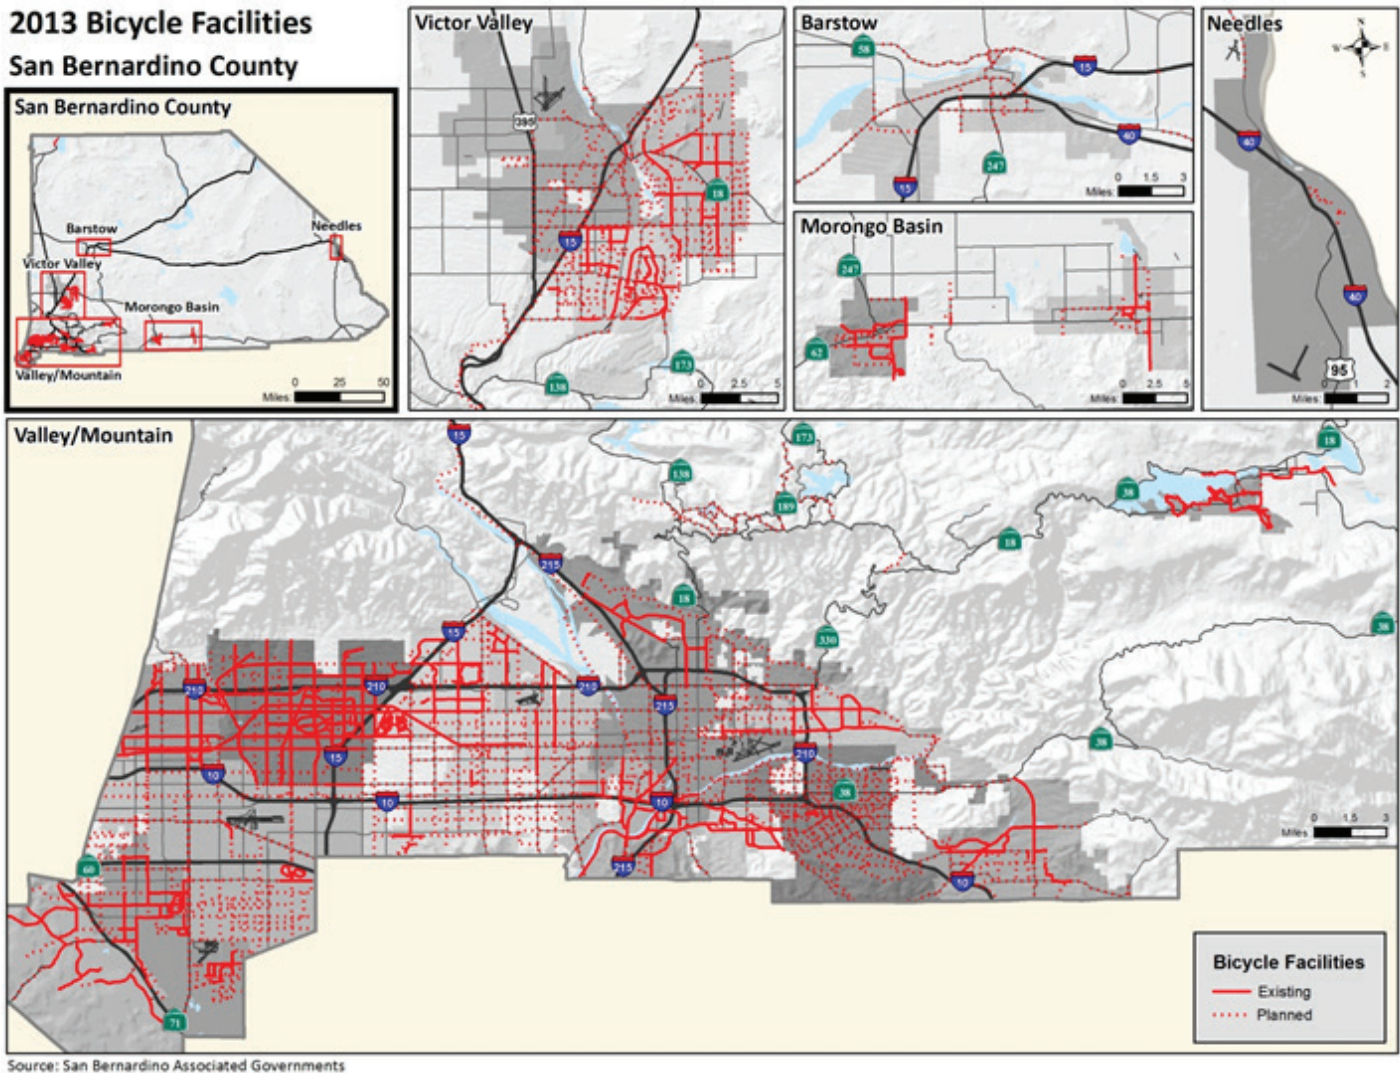 2013 Bicycle Facilities
San Bernardino County
San Bernardino County
Barstow
Needles
Victor Valley
Morongo Basin
Valley/Mountain
0 25 50
Miles:
Victor Valley
395
18
15
173
138
0 2.5 5
Miles:
Barstow
58
15
40
247
15
0 1.5 3
Miles:
Morongo Basin
247
62
0 2.5 5
Miles:
Needles
N
W E
S
40
40
95
0 1 2
Miles:
Valley/Mountain
15
173
18
138
38
189
18
215
18
38
15
330
210
210
210
215
38
15
210
10
38
10
10
0 1.5 3
Miles
60
215
10
71
Bicycle Facilities
Existing
Planned
Source: San Bernardino Associated Governments